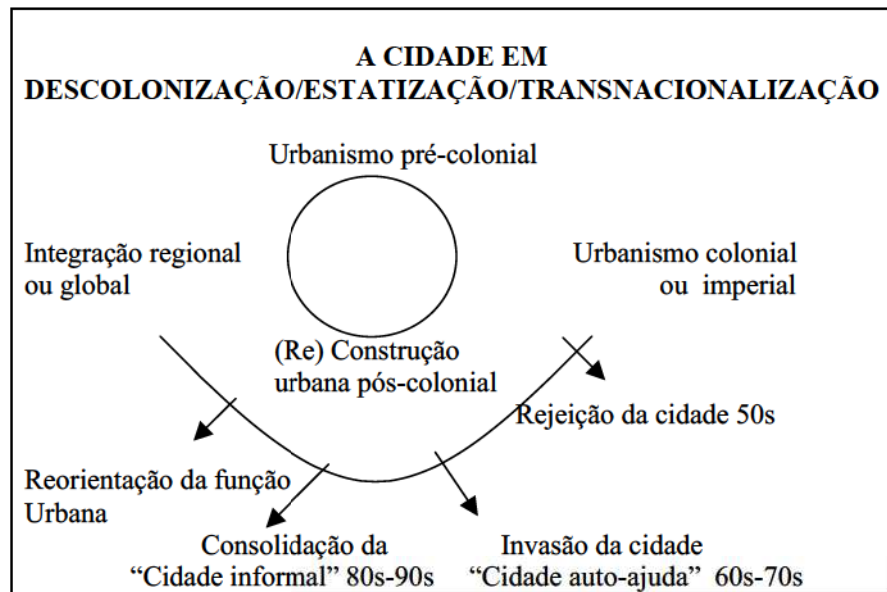 A CIDADE EM
DESCOLONIZAÇÃO/ESTATIZAÇÃO/TRANSNACIONALIZAÇÃO
Urbanismo pré-colonial
Integração regional
ou global
Urbanismo colonial
ou imperial
(Re) Construção
urbana pós-colonial
Rejeição da cidade 50s
Reorientação da função
Urbana
Consolidação da
“Cidade informal” 80s-90s
Invasão da cidade
“Cidade auto-ajuda” 60s-70s